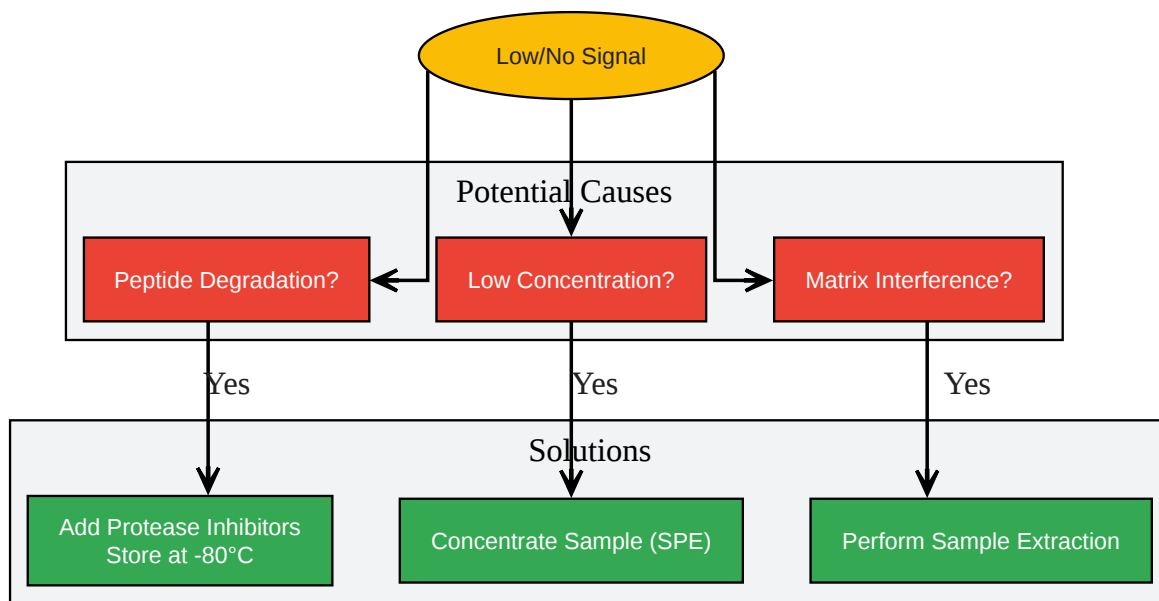 Low/No Signal
Potential Causes
Peptide Degradation?
Low Concentration?
Matrix Interference?
Yes
Yes
Yes
Solutions
Add Protease Inhibitors
Store at -80°C
Concentrate Sample (SPE)
Perform Sample Extraction